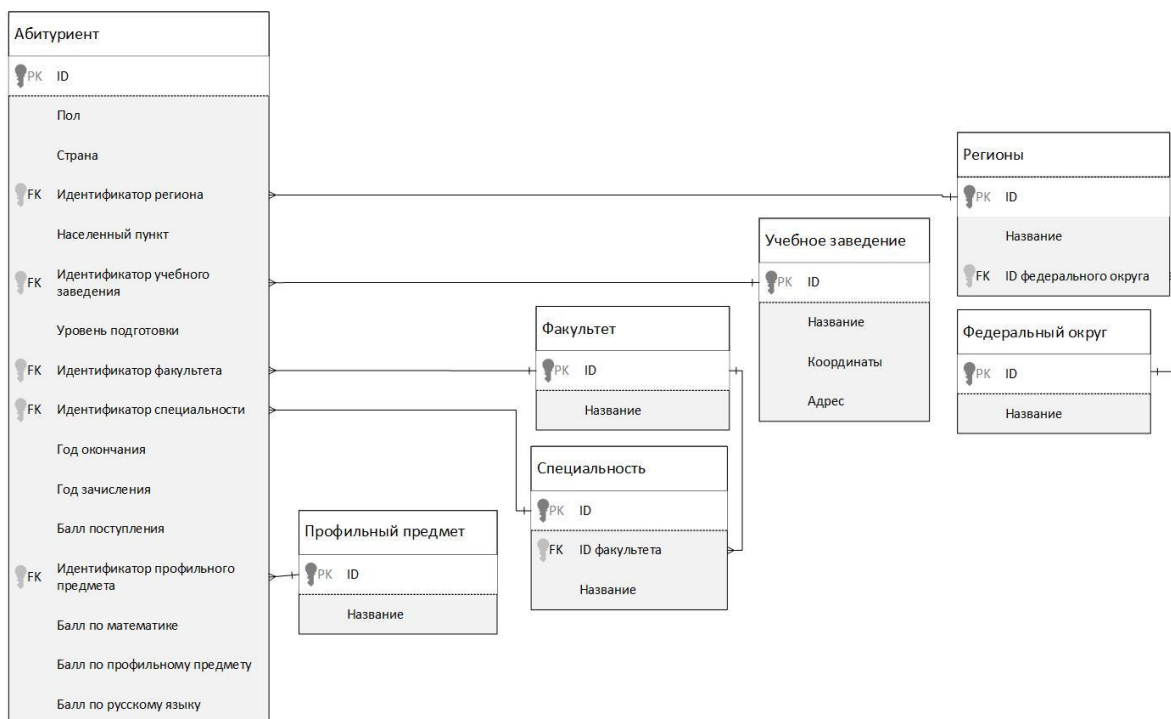 Абитуриент
PK ID
Пол
Страна
FK Идентификатор региона
Населенный пункт
FK Идентификатор учебного
заведения
Уровень подготовки
FK Идентификатор факультета
FK Идентификатор специальности
Год окончания
Год зачисления
Балл поступления
FK Идентификатор профильного
предмета
Балл по математике
Балл по профильному предмету
Балл по русскому языку
Профильный предмет
PK ID
Название
Факультет
PK ID
Название
Специальность
PK ID
FK ID факультета
Название
Учебное заведение
PK ID
Название
Координаты
Адрес
Регионы
PK ID
Название
FK ID федерального округа
Федеральный округ
PK ID
Название